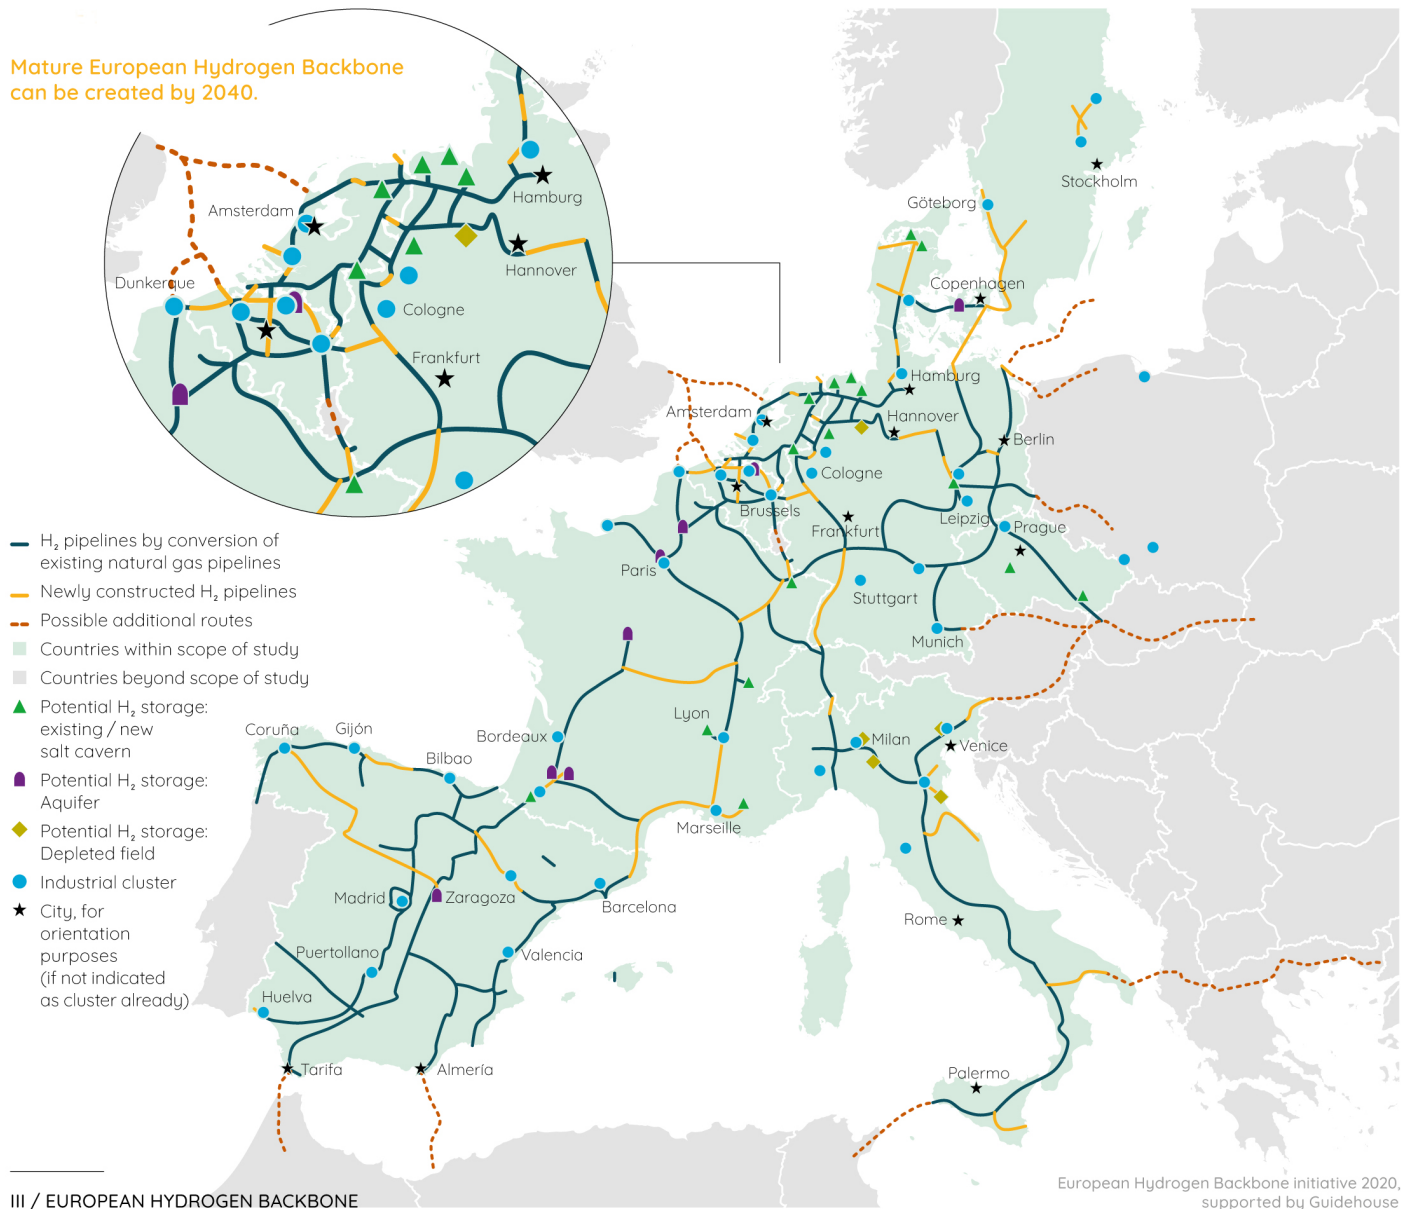 Mature European Hydrogen Backbone
can be created by 2040.
Amsterdam
Hamburg
Hannover
Dunkerque
Cologne
Frankfurt
H₂ pipelines by conversion of
existing natural gas pipelines
Newly constructed H₂ pipelines
Possible additional routes
Countries within scope of study
Countries beyond scope of study
Potential H₂ storage:
existing / new
salt cavern
Potential H₂ storage:
Aquifer
Potential H₂ storage:
Depleted field
Industrial cluster
City, for
orientation
purposes
(if not indicated
as cluster already)
Stockholm
Göteborg
Copenhagen
Hamburg
Amsterdam
Hannover
Berlin
Cologne
Brussels
Leipzig
Prague
Frankfurt
Paris
Stuttgart
Munich
Lyon
Coruña
Gijón
Bordeaux
Milan
Venice
Bilbao
Marseille
Madrid
Zaragoza
Barcelona
Rome
Puertollano
Valencia
Huelva
Tarifa
Almería
Palermo
III / EUROPEAN HYDROGEN BACKBONE
European Hydrogen Backbone initiative 2020,
supported by Guidehouse